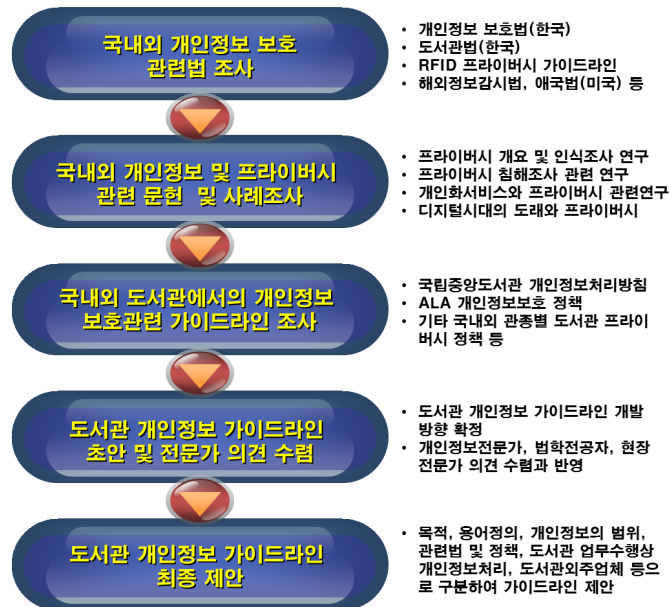 국내외 개인정보 보호
관련법 조사
• 개인정보 보호법(한국)
• 도서관법(한국)
• RFID 프라이버시 가이드라인
• 해외정보감시법, 애국법(미국) 등
국내외 개인정보 및 프라이버시
관련 문헌 및 사례조사
• 프라이버시 개요 및 인식조사 연구
• 프라이버시 침해조사 관련 연구
• 개인화서비스와 프라이버시 관련연구
• 디지털시대의 도래와 프라이버시
국내외 도서관에서의 개인정보
보호관련 가이드라인 조사
• 국립중앙도서관 개인정보처리방침
• ALA 개인정보보호 정책
• 기타 국내외 관종별 도서관 프라이
버시 정책 등
도서관 개인정보 가이드라인
초안 및 전문가 의견 수렴
• 도서관 개인정보 가이드라인 개발
방향 확정
• 개인정보전문가, 법학전공자, 현장
전문가 의견 수렴과 반영
도서관 개인정보 가이드라인
최종 제안
• 목적, 용어정의, 개인정보의 범위,
관련법 및 정책, 도서관 업무수행상
개인정보처리, 도서관외주업체 등으
로 구분하여 가이드라인 제안